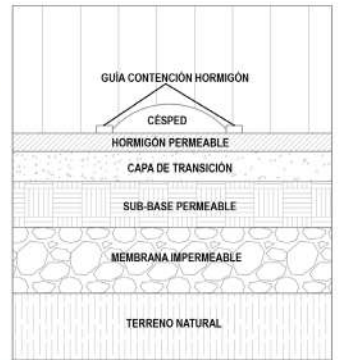 GUÍA CONTENCIÓN HORMIGÓN
CÉSPED
HORMIGÓN PERMEABLE
CAPA DE TRANSICIÓN
SUB-BASE PERMEABLE
MEMBRANA IMPERMEABLE
TERRENO NATURAL